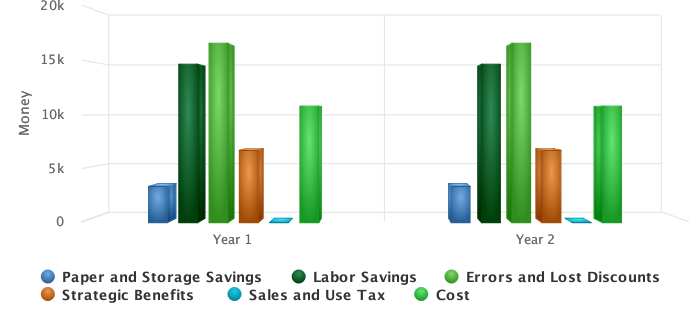 20k
15k
10k
5k
0
Money
Year 1 Year 2
Paper and Storage Savings Labor Savings Errors and Lost Discounts
Strategic Benefits Sales and Use Tax Cost